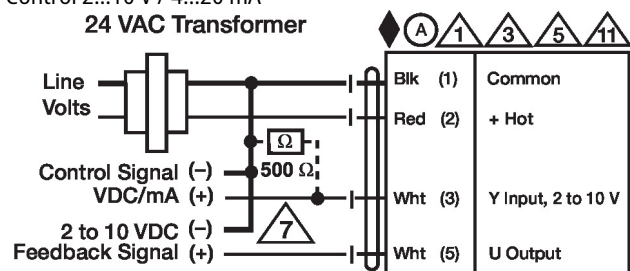 Control 2...10 V / 4...20 mA
24 VAC Transformer
A 1 3 5 11
Line
Volts
Blk (1) Common
Red (2) + Hot
Ω
500 Ω
Control Signal (–)
VDC/mA (+)
Wht (3) Y Input, 2 to 10 V
7
2 to 10 VDC (–)
Feedback Signal (+)
Wht (5) U Output